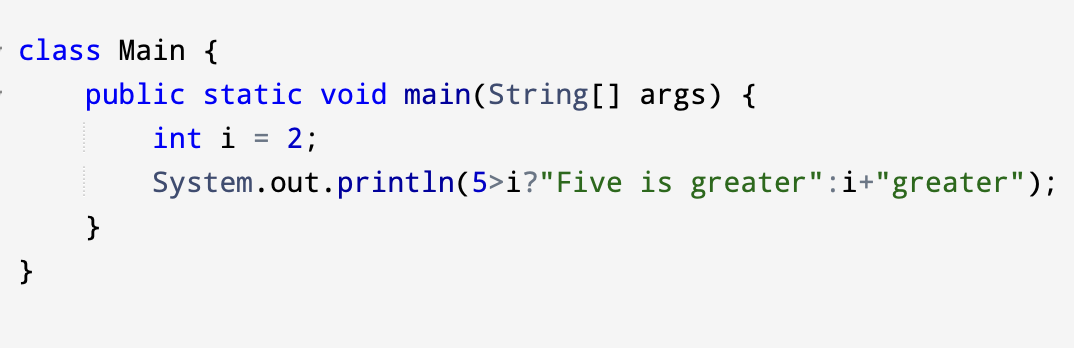 class Main {
    public static void main(String[] args) {
        int i = 2;
        System.out.println(5>i?"Five is greater":i+"greater");
    }
}